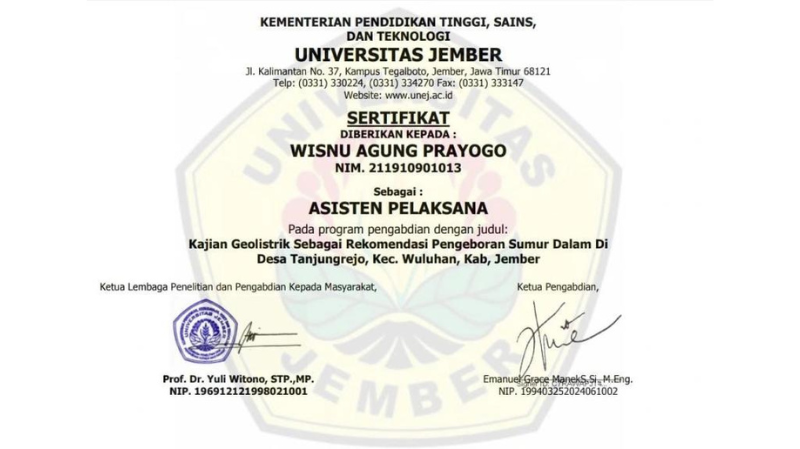 KEMENTERIAN PENDIDIKAN TINGGI, SAINS,
DAN TEKNOLOGI
UNIVERSITAS JEMBER
Jl. Kalimantan No. 37, Kampus Tegalboto, Jember, Jawa Timur 68121
Telp: (0331) 330224, (0331) 334270 Fax: (0331) 333147
Website: www.unej.ac.id
SERTIFIKAT
DIBERIKAN KEPADA :
WISNU AGUNG PRAYOGO
NIM. 211910901013
Sebagai :
ASISTEN PELAKSANA
Pada program pengabdian dengan judul:
Kajian Geolistrik Sebagai Rekomendasi Pengeboran Sumur Dalam Di
Desa Tanjungrejo, Kec. Wuluhan, Kab, Jember
Ketua Lembaga Penelitian dan Pengabdian Kepada Masyarakat,
Ketua Pengabdian,
Prof. Dr. Yuli Witono, STP.,MP.
NIP. 196912121998021001
Emanuel Grace ManekS.Si, M.Eng.
NIP. 199403252024061002
UNIVERSITAS
JEMBER